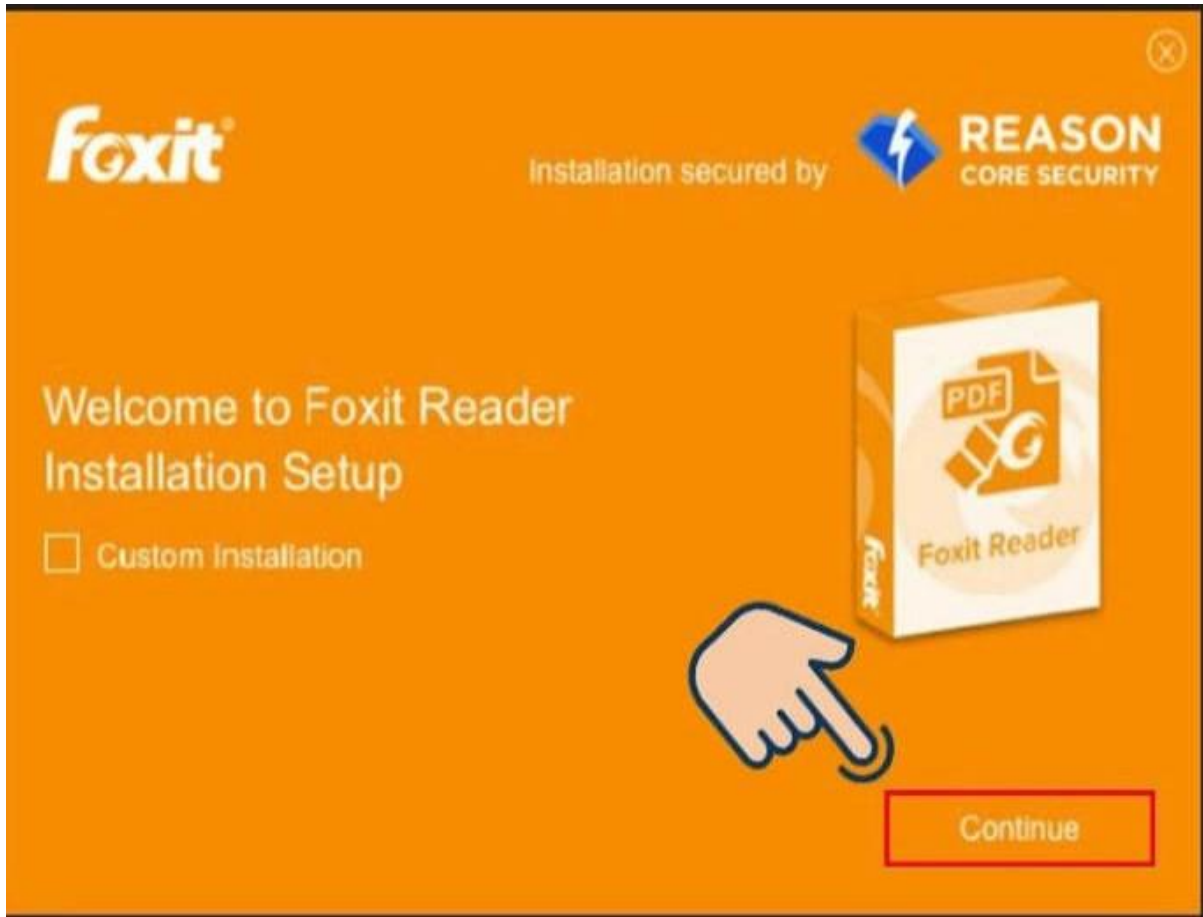 foxit®
Installation secured by
REASON
CORE SECURITY
Welcome to Foxit Reader
Installation Setup
Custom Installation
PDF
Foxit Reader
foxit
Continue